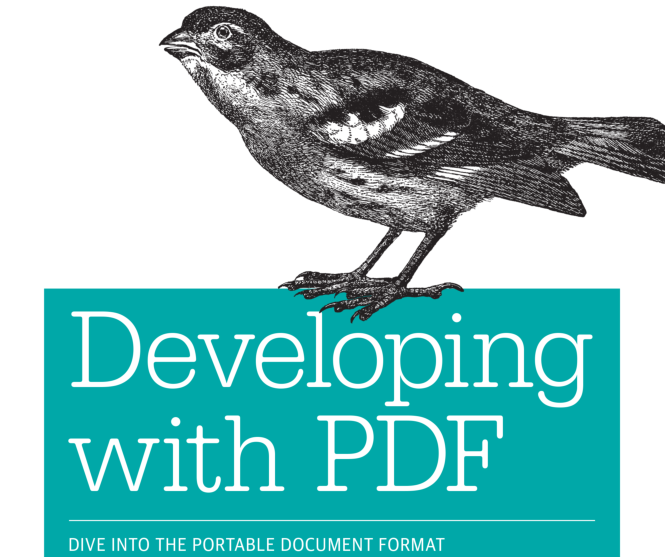 Developing
with PDF
DIVE INTO THE PORTABLE DOCUMENT FORMAT